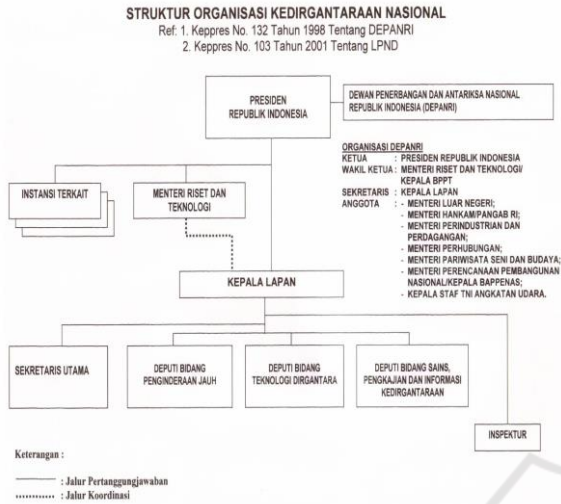 STRUKTUR ORGANISASI KEDIRGANTARAAN NASIONAL
Ref: 1. Keppres No. 132 Tahun 1998 Tentang DEPANRI
2. Keppres No. 103 Tahun 2001 Tentang LPND
PRESIDEN
REPUBLIK INDONESIA
DEWAN PENERBANGAN DAN ANTARIKSA NASIONAL
REPUBLIK INDONESIA (DEPANRI)
ORGANISASI DEPANRI
KETUA : PRESIDEN REPUBLIK INDONESIA
WAKIL KETUA : MENTERI RISET DAN TEKNOLOGI/
KEPALA BPPT
SEKRETARIS : KEPALA LAPAN
ANGGOTA : - MENTERI LUAR NEGERI;
- MENTERI HANKAM/PANGAB RI;
- MENTERI PERINDUSTRIAN DAN
PERDAGANGAN;
- MENTERI PERHUBUNGAN;
- MENTERI PARIWISATA SENI DAN BUDAYA;
- MENTERI PERENCANAAN PEMBANGUNAN
NASIONAL/KEPALA BAPPENAS;
- KEPALA STAF TNI ANGKATAN UDARA.
INSTANSI TERKAIT
MENTERI RISET DAN
TEKNOLOGI
KEPALA LAPAN
SEKRETARIS UTAMA
DEPUTI BIDANG
PENGINDERAAN JAUH
DEPUTI BIDANG
TEKNOLOGI DIRGANTARA
DEPUTI BIDANG SAINS,
PENGKAJIAN DAN INFORMASI
KEDIRGANTARAAN
INSPEKTUR
Keterangan :
: Jalur Pertanggungjawaban
: Jalur Koordinasi